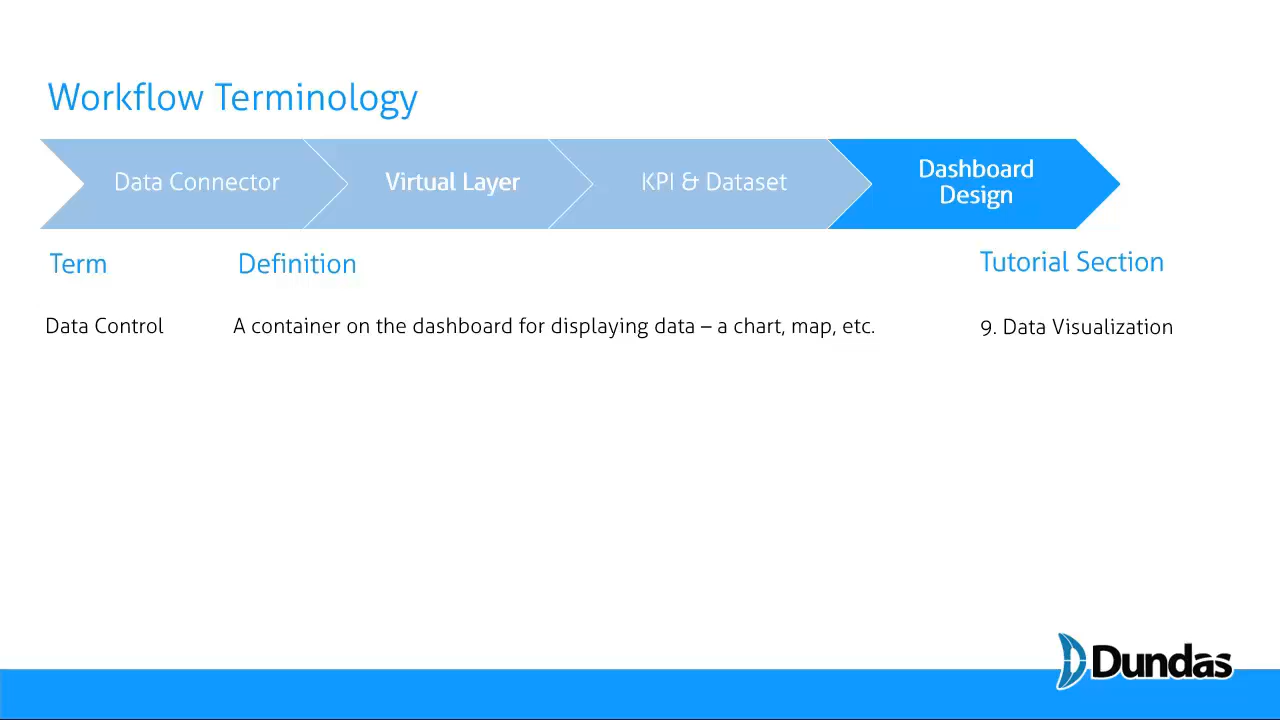 Workflow Terminology
Data Connector
Virtual Layer
KPI & Dataset
Dashboard
Design
Term
Definition
Tutorial Section
Data Control
A container on the dashboard for displaying data – a chart, map, etc.
9. Data Visualization
Dundas